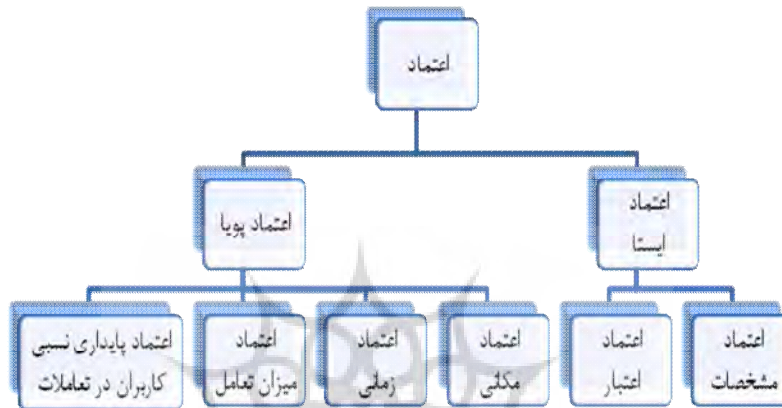 اعتماد
اعتماد
ایستا
اعتماد پویا
اعتماد
مشخصات
اعتماد
اعتبار
اعتماد
مکانی
اعتماد
زمانی
اعتماد
میزان تعامل
اعتماد پایداری نسبی
کاربران در تعاملات